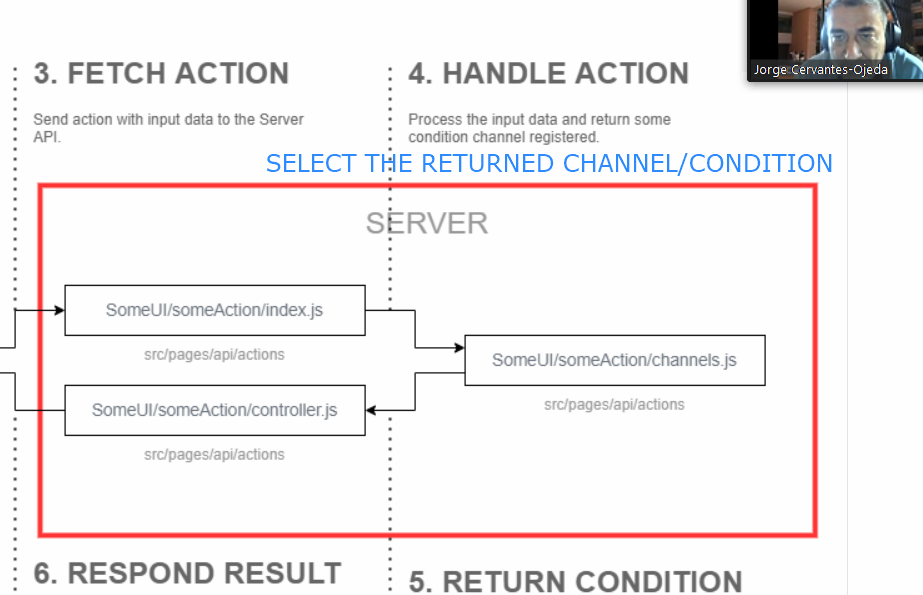 Jorge Cervantes-Ojeda
3. FETCH ACTION
Send action with input data to the Server
API.
4. HANDLE ACTION
Process the input data and return some
condition channel registered.
SELECT THE RETURNED CHANNEL/CONDITION
SERVER
SomeUI/someAction/index.js
src/pages/api/actions
SomeUI/someAction/channels.js
src/pages/api/actions
SomeUI/someAction/controller.js
src/pages/api/actions
6. RESPOND RESULT
5. RETURN CONDITION